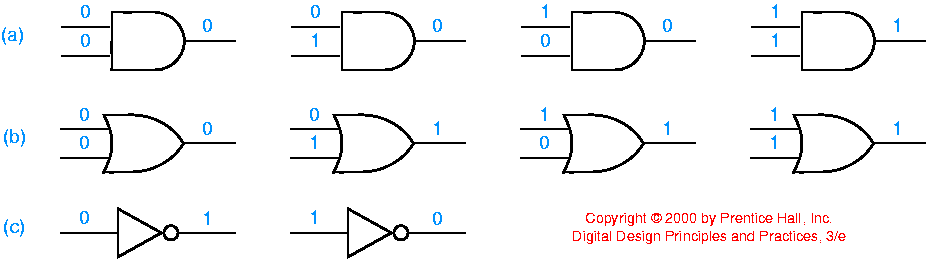 (a) 0 0 0 0 1 0 1 0 0 1 1 1
(b) 0 0 0 0 1 1 1 0 1 1 1 1
(c) 0 1 1 0
Copyright © 2000 by Prentice Hall, Inc.
Digital Design Principles and Practices, 3/e